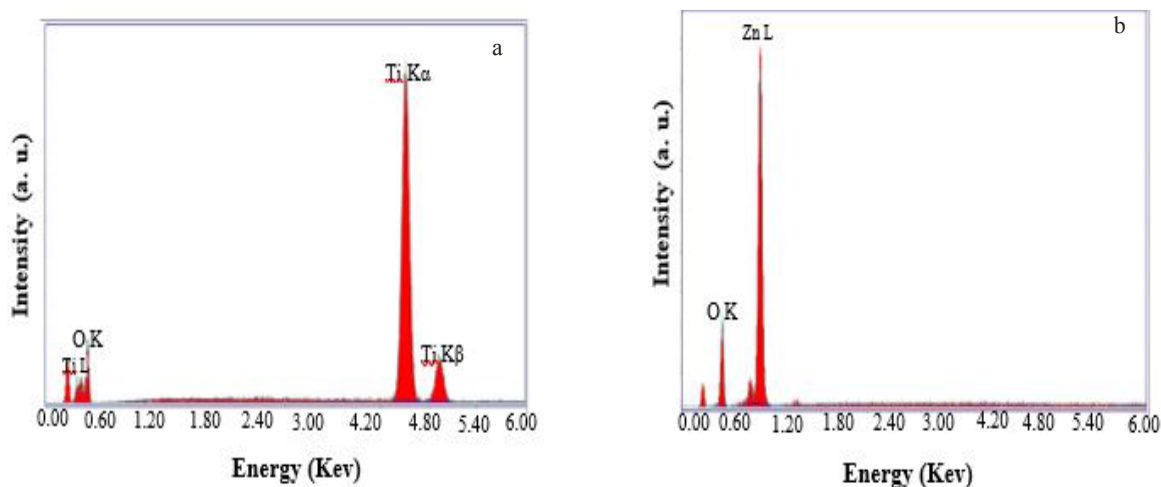 a
Ti Kα
O K
Ti L
Ti Kβ
Intensity (a. u.)
0.00 0.60 1.20 1.80 2.40 3.00 4.20 4.80 5.40 6.00
Energy (Kev)
b
Zn L
O K
Intensity (a. u.)
0.00 0.60 1.20 2.40 3.00 4.20 4.80 5.40 6.00
Energy (Kev)